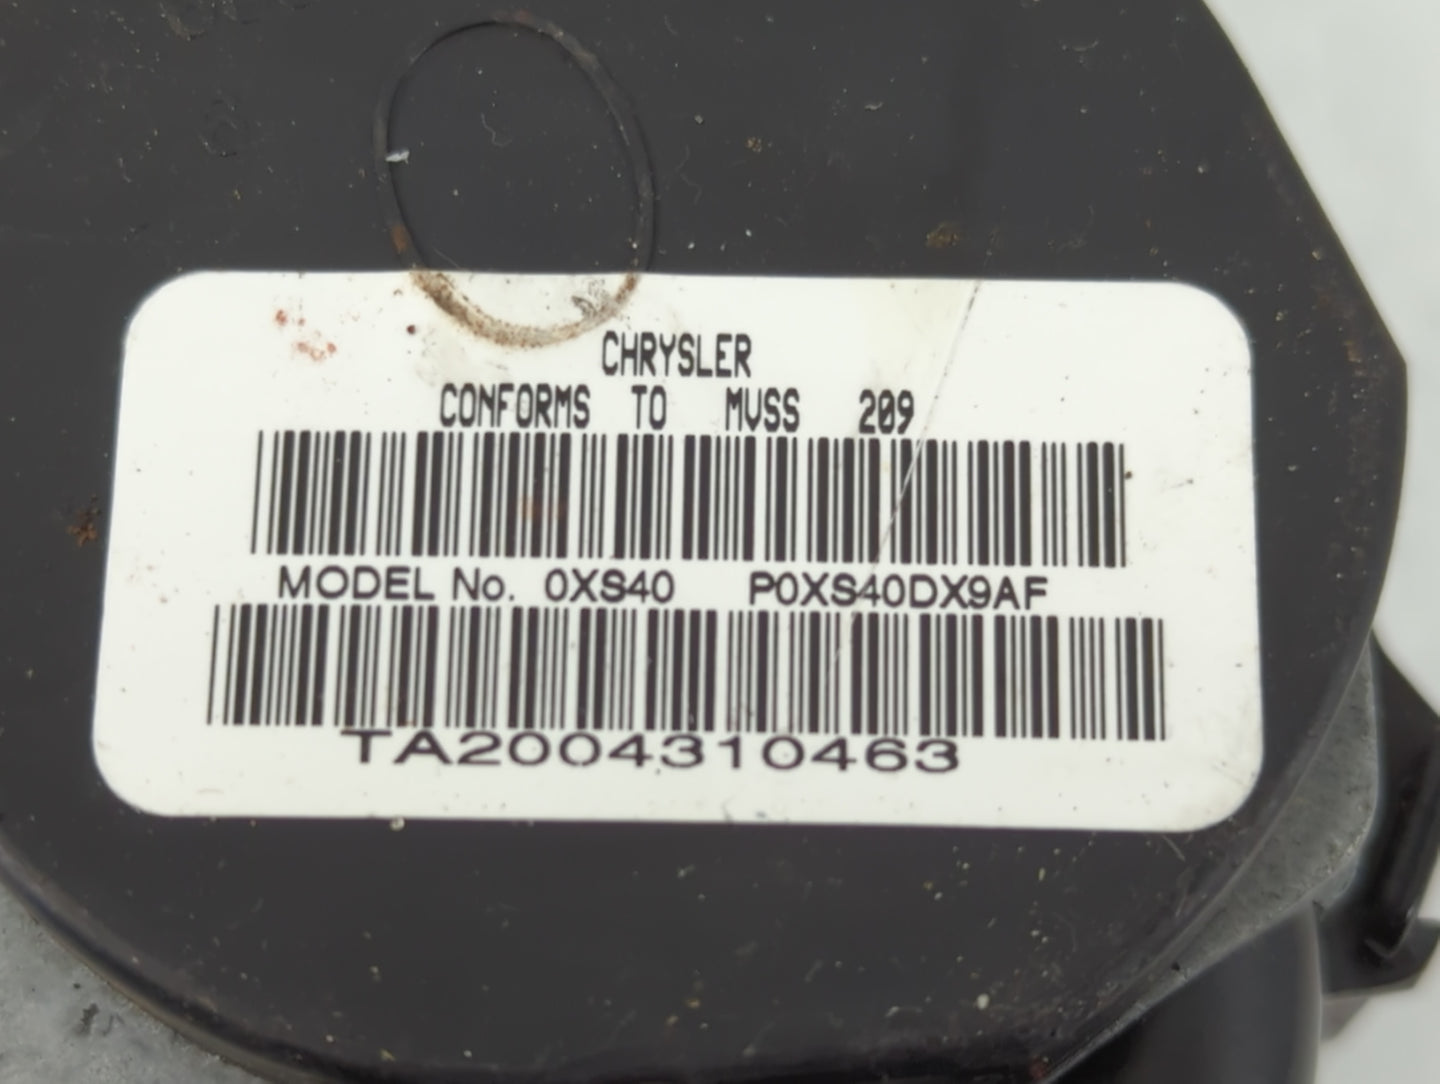 CHRYSLER
CONFORMS TO MVSS 209
MODEL No. 0XS40 P0XS40DX9AF
TA2004310463